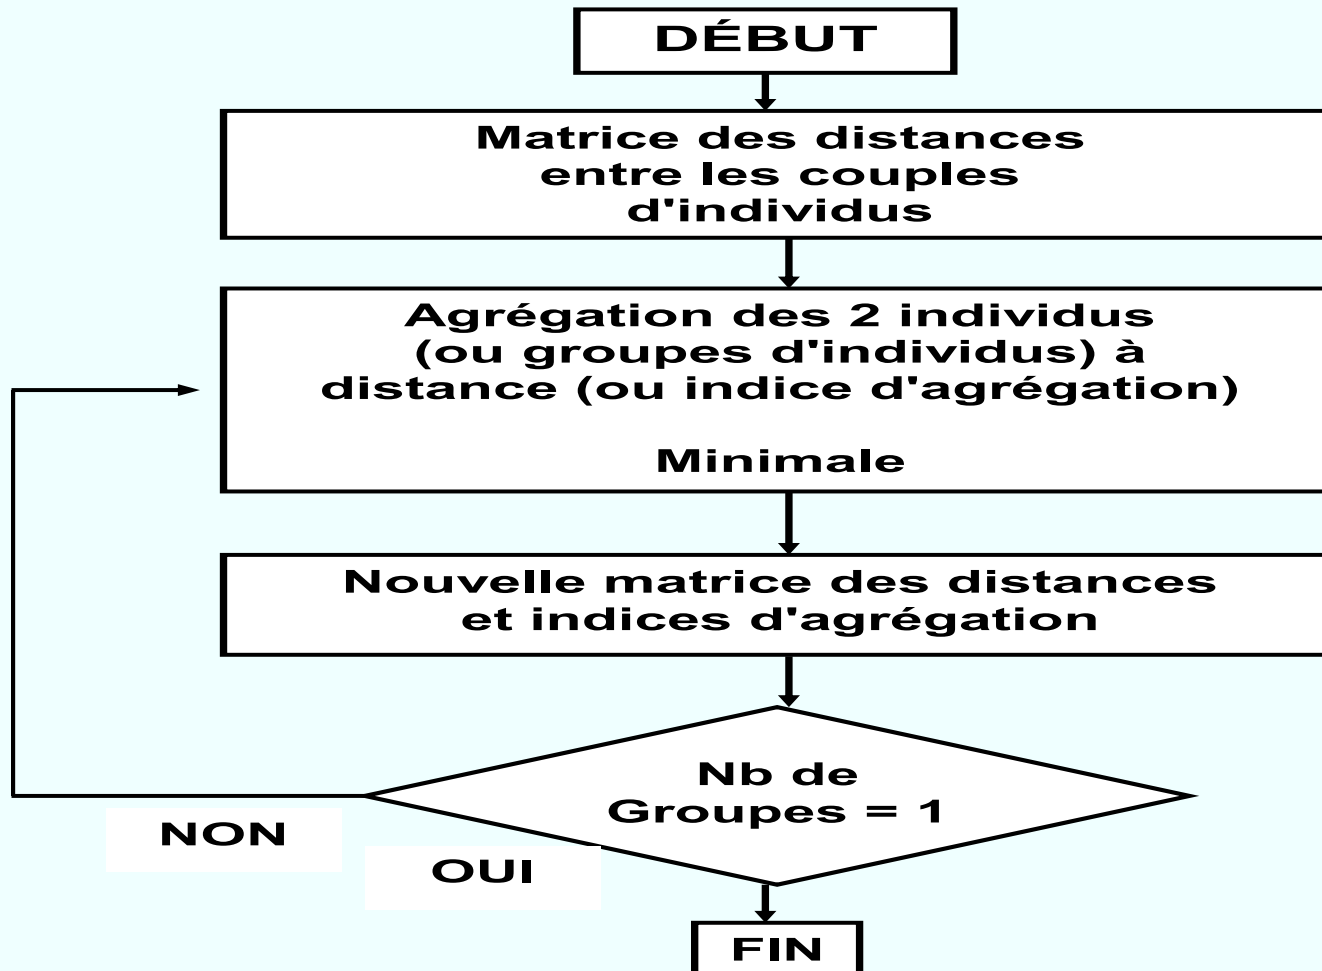 DÉBUT
Matrice des distances
entre les couples
d'individus
Agrégation des 2 individus
(ou groupes d'individus) à
distance (ou indice d'agrégation)
Minimale
Nouvelle matrice des distances
et indices d'agrégation
Nb de
Groupes = 1
NON
OUI
FIN